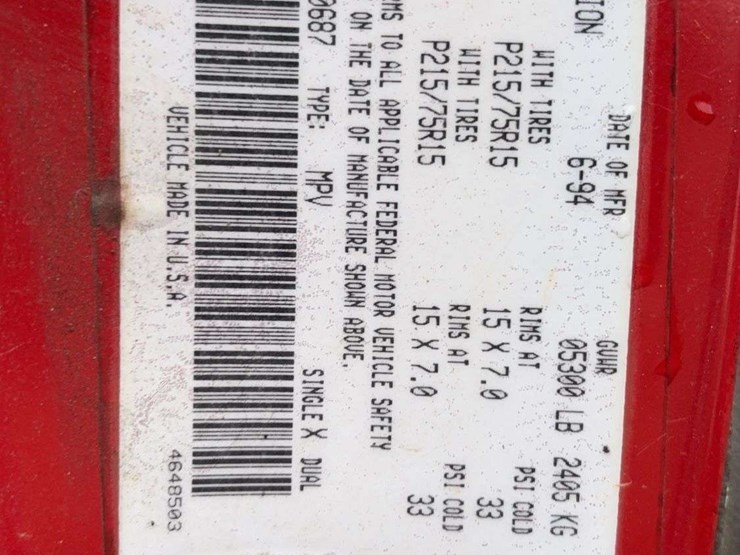 ION DATE OF MFR GVWR
6-94 05300 LB 2405 KG
WITH TIRES RIMS AT PSI COLD
P215/75R15 15 X 7.0 33
WITH TIRES RIMS AT PSI COLD
P215/75R15 15 X 7.0 33
MS TO ALL APPLICABLE FEDERAL MOTOR VEHICLE SAFETY
ON THE DATE OF MANUFACTURE SHOWN ABOVE.
0687 TYPE: MPV SINGLE X DUAL
VEHICLE MADE IN U.S.A. 4648503